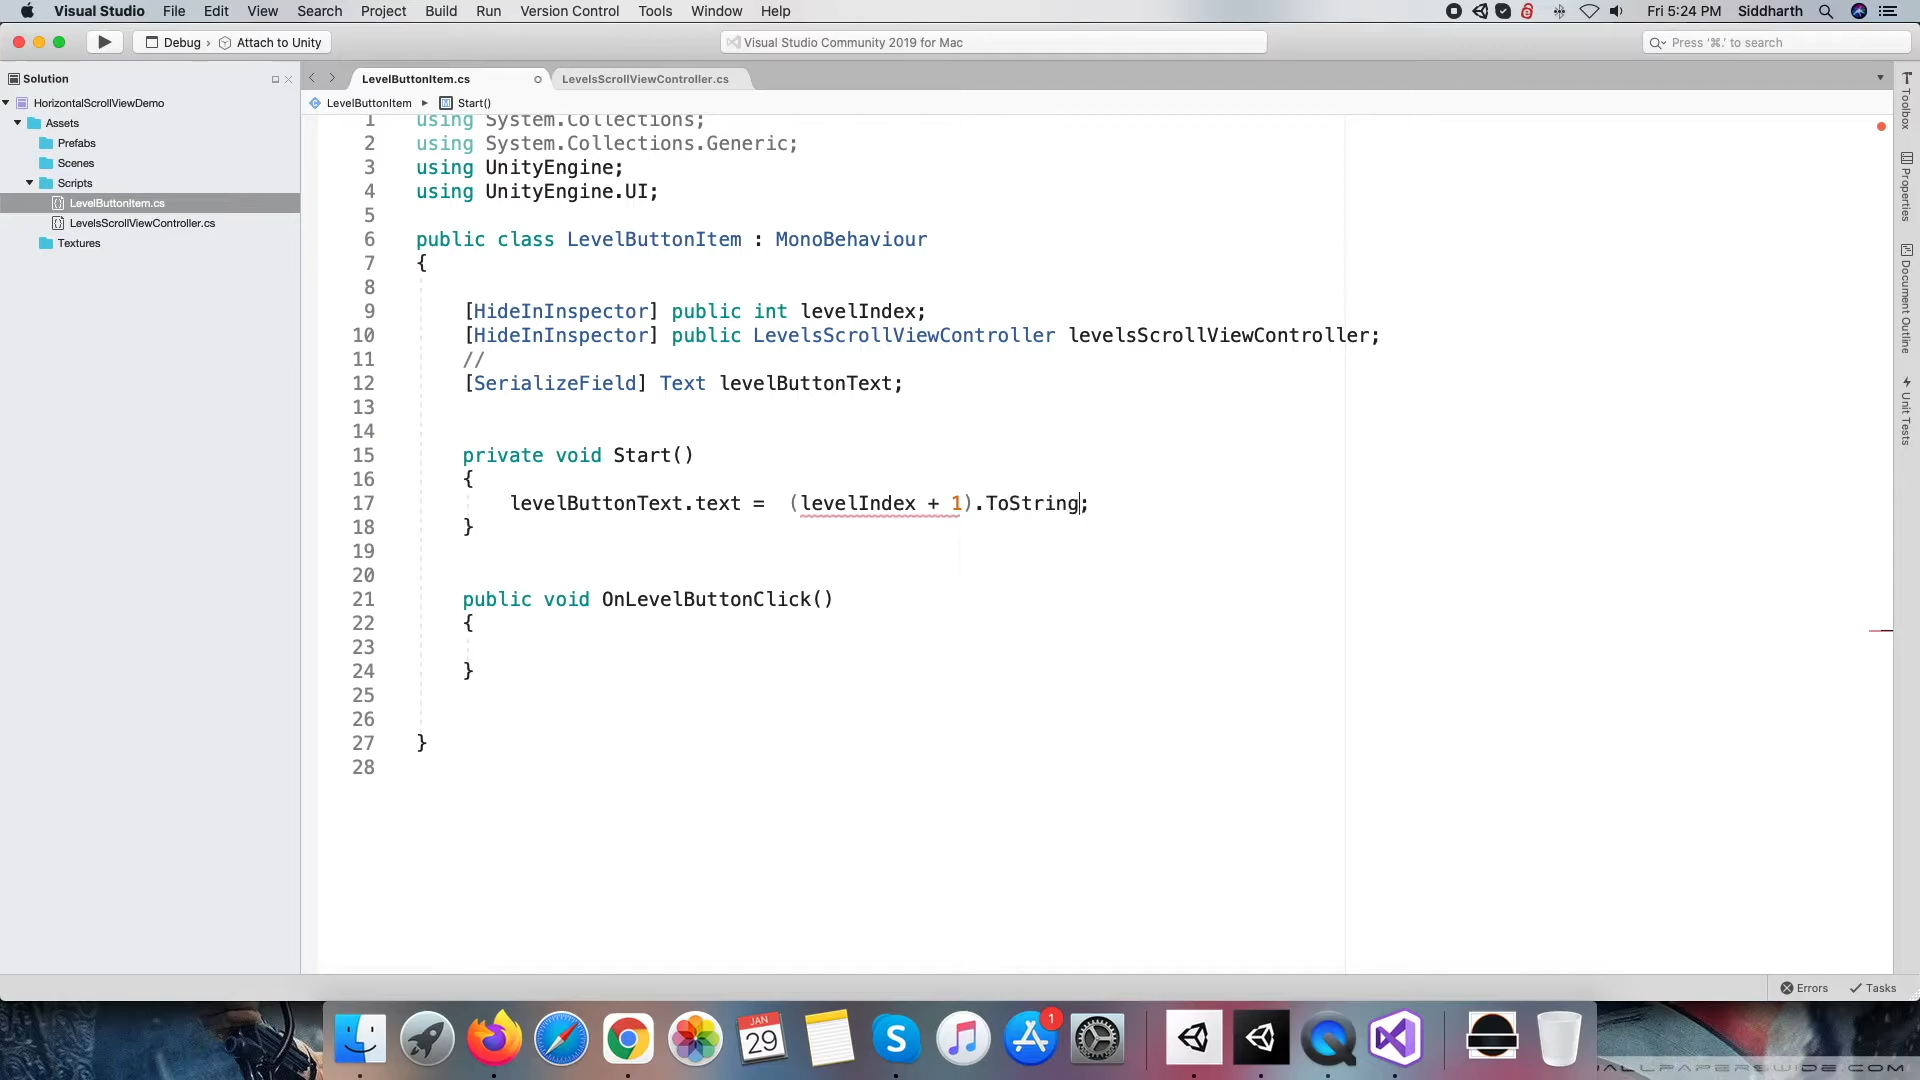 Visual Studio File Edit View Search Project Build Run Version Control Tools Window Help Fri 5:24 PM Siddharth
Debug › Attach to Unity
Visual Studio Community 2019 for Mac
Press '⌘.' to search
Solution
HorizontalScrollViewDemo
Assets
Prefabs
Scenes
Scripts
LevelButtonItem.cs
LevelsScrollViewController.cs
Textures
LevelButtonItem.cs LevelsScrollViewController.cs
LevelButtonItem ▸ M Start()
1 using System.Collections;
2 using System.Collections.Generic;
3 using UnityEngine;
4 using UnityEngine.UI;
5
6 public class LevelButtonItem : MonoBehaviour
7 {
8
9 [HideInInspector] public int levelIndex;
10 [HideInInspector] public LevelsScrollViewController levelsScrollViewController;
11 //
12 [SerializeField] Text levelButtonText;
13
14
15 private void Start()
16 {
17 levelButtonText.text =  (levelIndex + 1).ToString;
18 }
19
20
21 public void OnLevelButtonClick()
22 {
23
24 }
25
26
27 }
28
Toolbox
Properties
Document Outline
Unit Tests
Errors Tasks
JAN
29
S
1